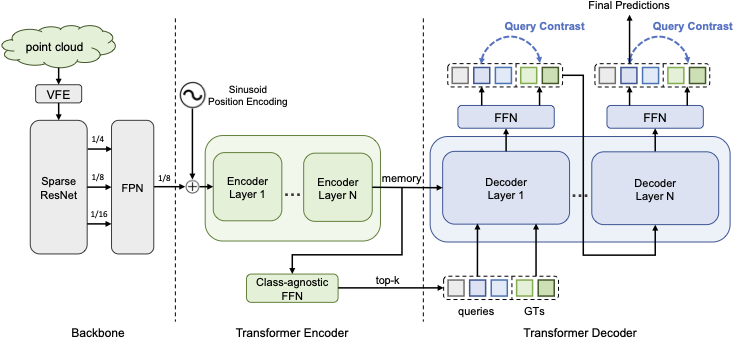 Final Predictions
Query Contrast
Query Contrast
point cloud
VFE
Sinusoid
Position Encoding
FFN
FFN
1/4
1/8
1/16
Sparse
ResNet
FPN
1/8
Encoder
Layer 1
...
Encoder
Layer N
memory
Decoder
Layer 1
...
Decoder
Layer N
Class-agnostic
FFN
top-k
queries
GTs
Backbone
Transformer Encoder
Transformer Decoder